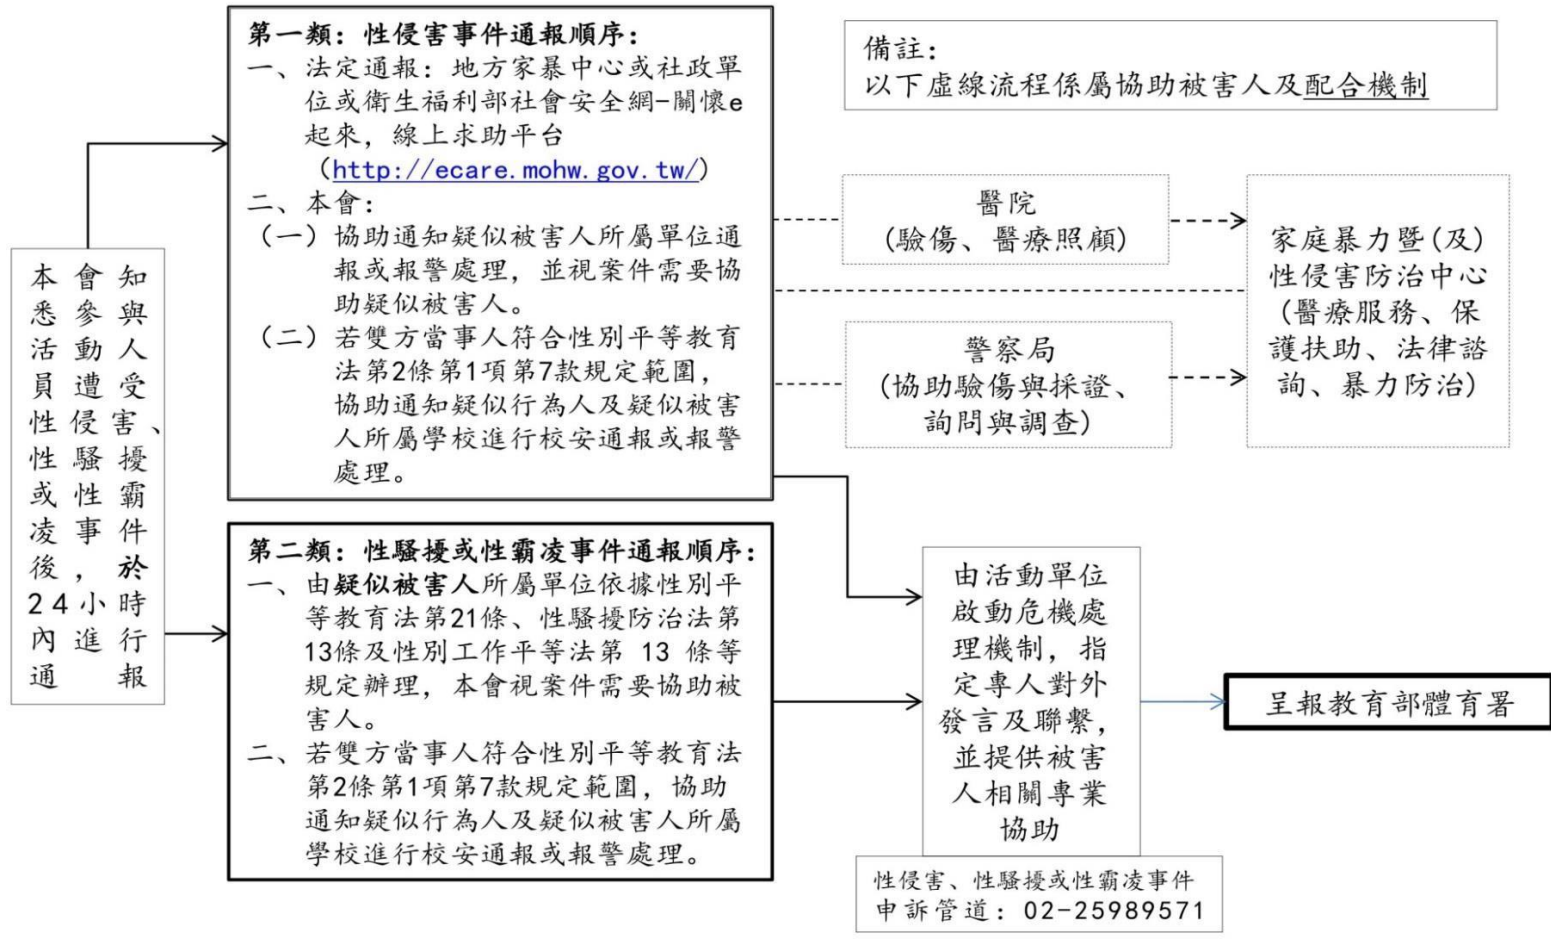 本會知
悉參與
活動人
員遭受
性侵害、
性騷擾
或性霸
凌事件
後，於
24小時
內進行
通報
第一類：性侵害事件通報順序：
一、法定通報：地方家暴中心或社政單
位或衛生福利部社會安全網-關懷e
起來，線上求助平台
（http://ecare.mohw.gov.tw/）
二、本會：
（一）協助通知疑似被害人所屬單位通
報或報警處理，並視案件需要協
助疑似被害人。
（二）若雙方當事人符合性別平等教育
法第2條第1項第7款規定範圍，
協助通知疑似行為人及疑似被害
人所屬學校進行校安通報或報警
處理。
第二類：性騷擾或性霸凌事件通報順序：
一、由疑似被害人所屬單位依據性別平
等教育法第21條、性騷擾防治法第
13條及性別工作平等法第 13 條等
規定辦理，本會視案件需要協助被
害人。
二、若雙方當事人符合性別平等教育法
第2條第1項第7款規定範圍，協助
通知疑似行為人及疑似被害人所屬
學校進行校安通報或報警處理。
備註：
以下虛線流程係屬協助被害人及配合機制
醫院
(驗傷、醫療照顧)
警察局
(協助驗傷與採證、
詢問與調查)
家庭暴力暨(及)
性侵害防治中心
(醫療服務、保
護扶助、法律諮
詢、暴力防治)
由活動單位
啟動危機處
理機制，指
定專人對外
發言及聯繫，
並提供被害
人相關專業
協助
性侵害、性騷擾或性霸凌事件
申訴管道：02-25989571
呈報教育部體育署